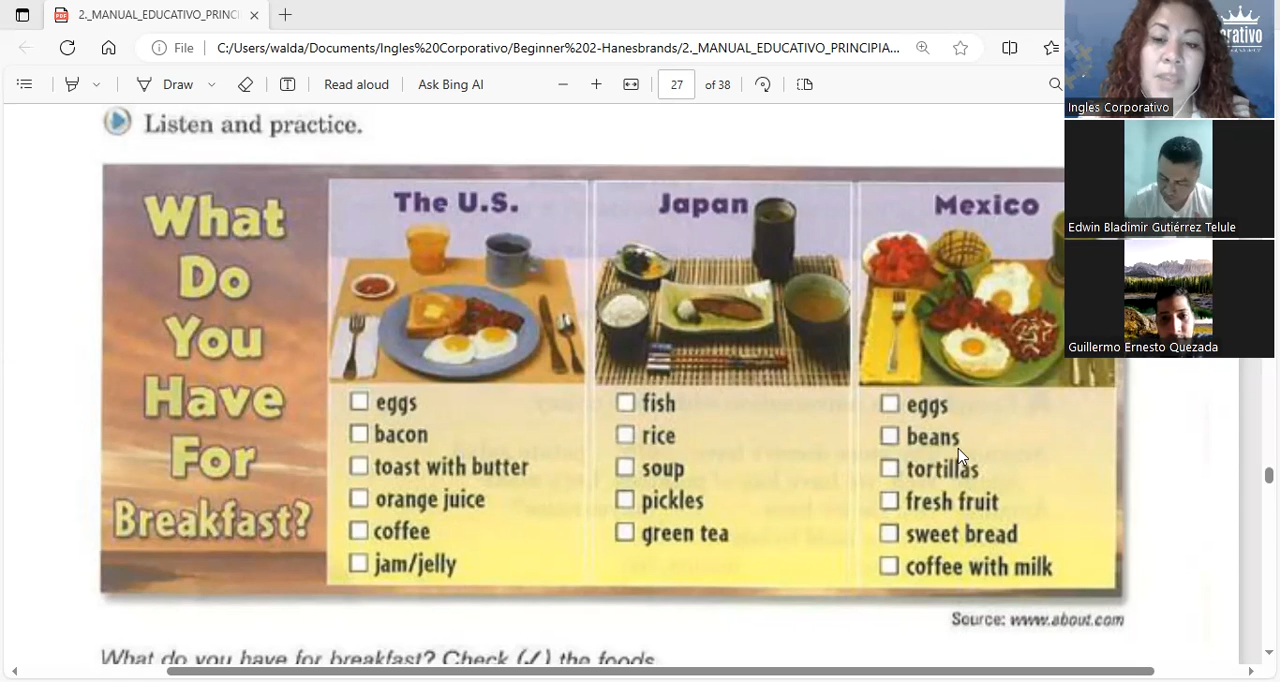 2._MANUAL_EDUCATIVO_PRINCI
File
C:/Users/walda/Documents/Ingles%20Corporativo/Beginner%202-Hanesbrands/2._MANUAL_EDUCATIVO_PRINCIPIA...
Draw
Read aloud
Ask Bing AI
27
of 38
Ingles Corporativo
Edwin Bladimir Gutiérrez Telule
Guillermo Ernesto Quezada
Listen and practice.
What
Do
You
Have
For
Breakfast?
The U.S.
eggs
bacon
toast with butter
orange juice
coffee
jam/jelly
Japan
fish
rice
soup
pickles
green tea
Mexico
eggs
beans
tortillas
fresh fruit
sweet bread
coffee with milk
Source: www.about.com
What do you have for breakfast? Check (✓) the foods